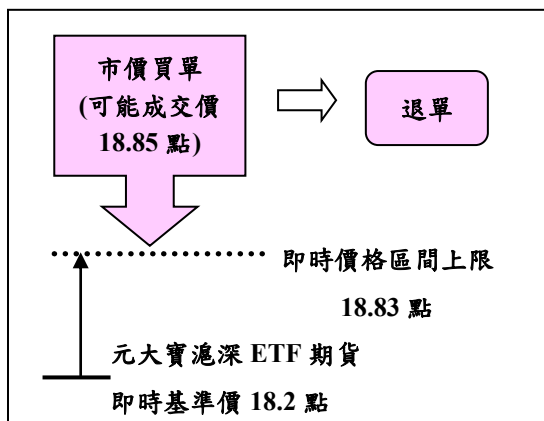 市價買單
(可能成交價
18.85 點)
退單
即時價格區間上限
18.83 點
元大寶滬深 ETF 期貨
即時基準價 18.2 點